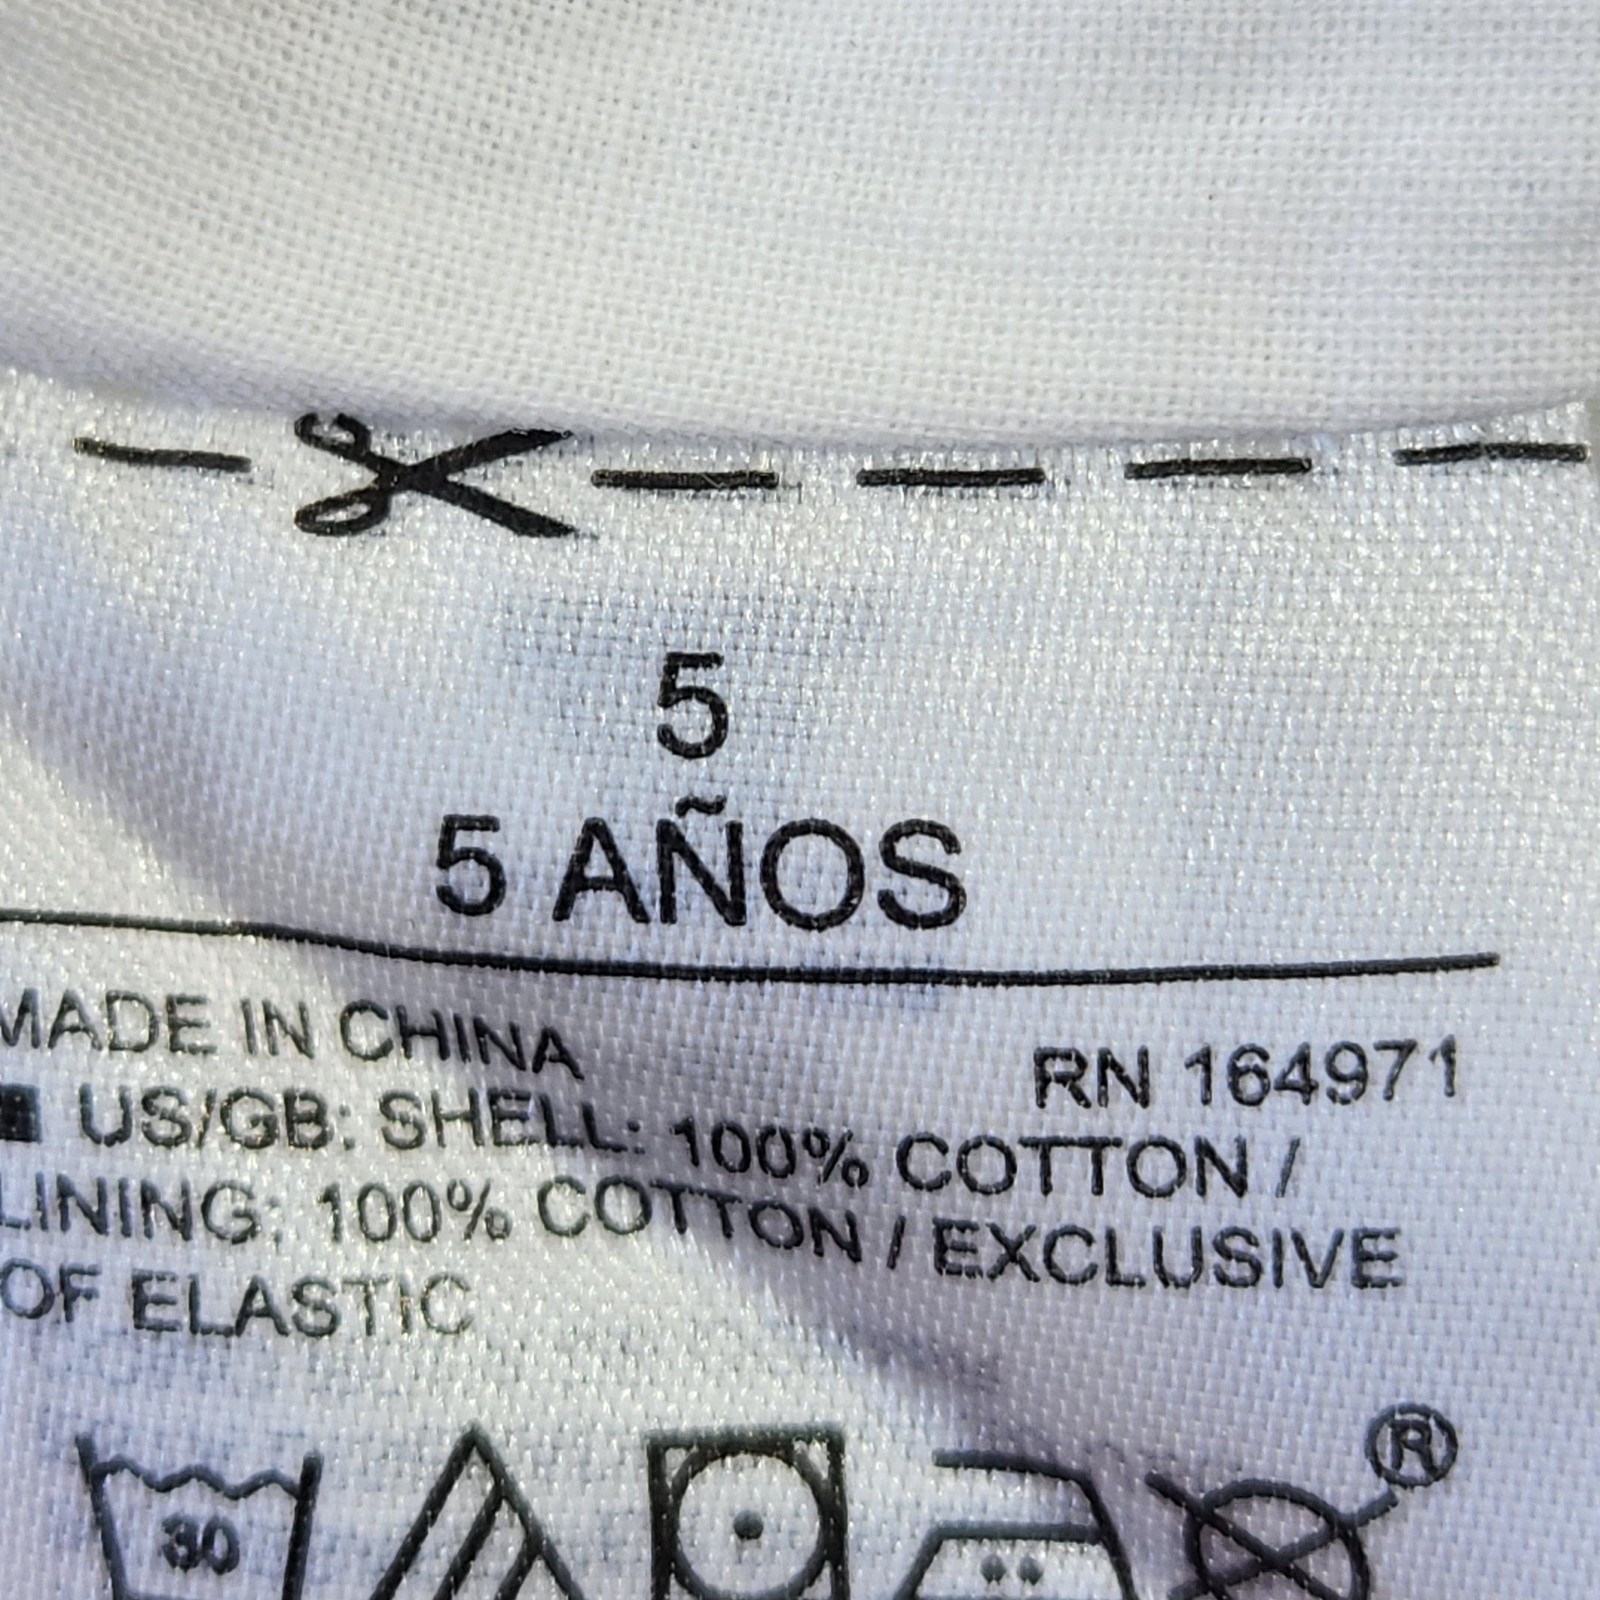 5
5 AÑOS
MADE IN CHINA
RN 164971
US/GB: SHELL: 100% COTTON /
LINING: 100% COTTON / EXCLUSIVE
OF ELASTIC
30
®